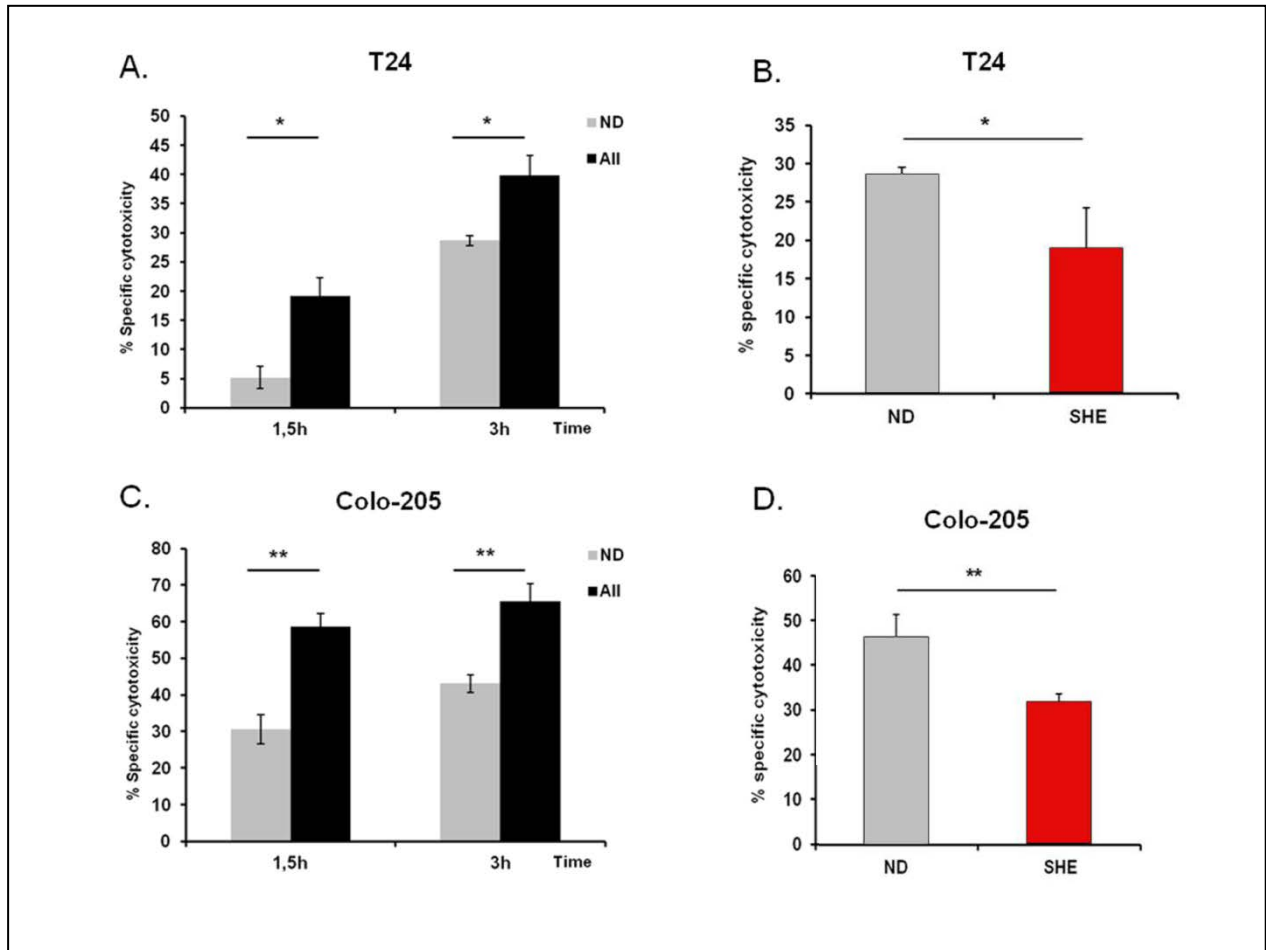 A.
T24
% Specific cytotoxicity
50
45
40
35
30
25
20
15
10
5
0
*
*
ND
All
1,5h
3h
Time
B.
T24
% specific cytotoxicity
35
30
25
20
15
10
5
0
*
ND
SHE
C.
Colo-205
% Specific cytotoxicity
80
70
60
50
40
30
20
10
0
**
**
ND
All
1,5h
3h
Time
D.
Colo-205
% specific cytotoxicity
60
50
40
30
20
10
0
**
ND
SHE